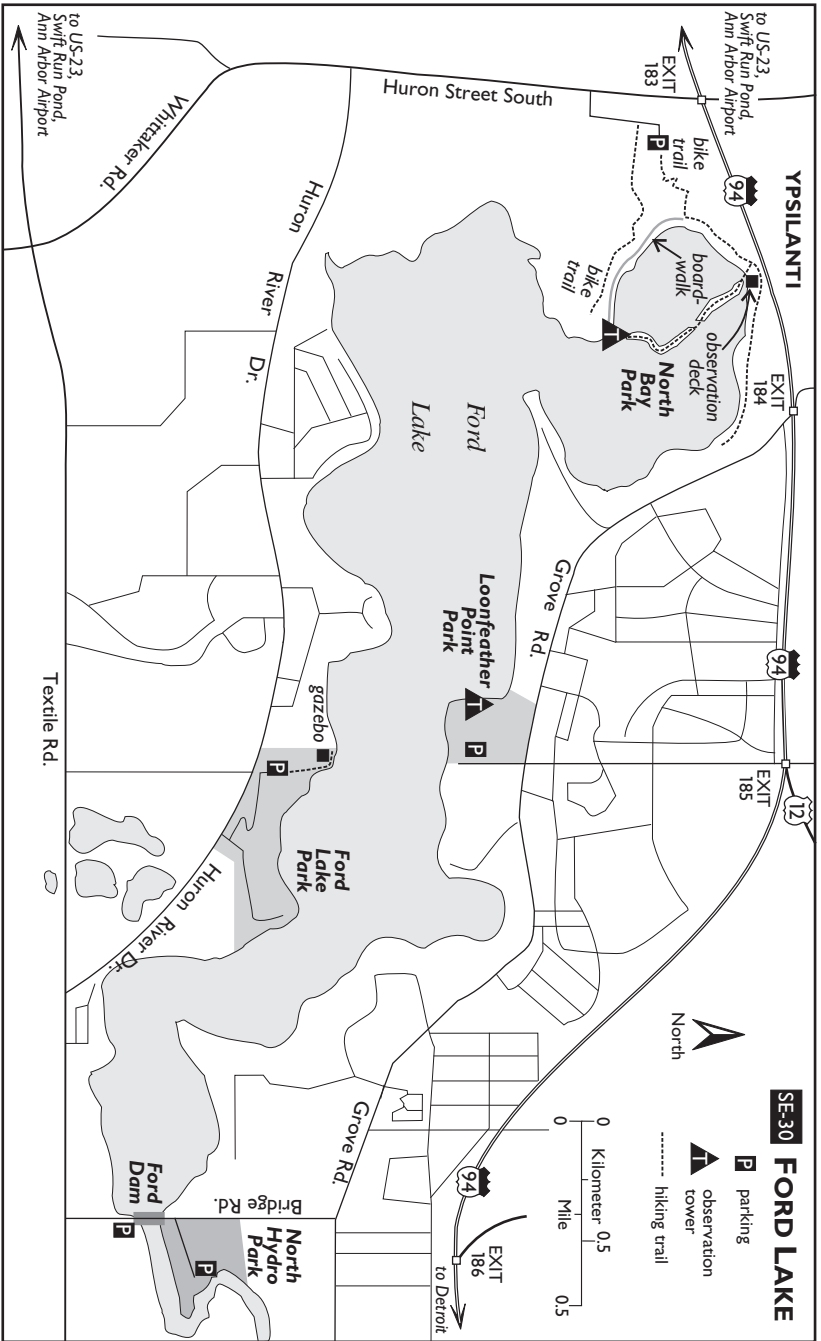 SE-30 FORD LAKE
P parking
T observation
tower
hiking trail
0 Kilometer 0.5
0 Mile 0.5
North
YPSILANTI
to US-23,
Swift Run Pond,
Ann Arbor Airport
EXIT
183
94
EXIT
184
94
EXIT
185
12
94
EXIT
186
to Detroit
Huron Street South
P
bike
trail
board-
walk
observation
deck
bike
trail
T
North
Bay
Park
Grove Rd.
Ford
Lake
Loonfeather
Point
Park
T
P
Grove Rd.
Huron River Dr.
gazebo
P
Ford
Lake
Park
Huron River Dr.
Whittaker Rd.
to US-23,
Swift Run Pond,
Ann Arbor Airport
Textile Rd.
Bridge Rd.
Ford
Dam
P
North
Hydro
Park
P